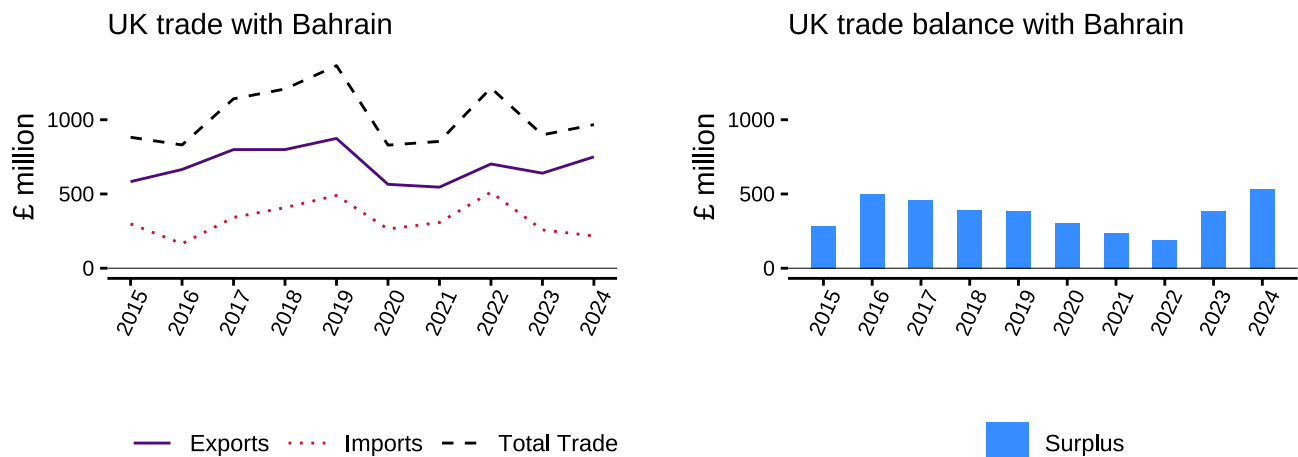 UK trade with Bahrain
£ million
1000
500
0
2015 2016 2017 2018 2019 2020 2021 2022 2023 2024
Exports Imports Total Trade
UK trade balance with Bahrain
£ million
1000
500
0
2015 2016 2017 2018 2019 2020 2021 2022 2023 2024
Surplus